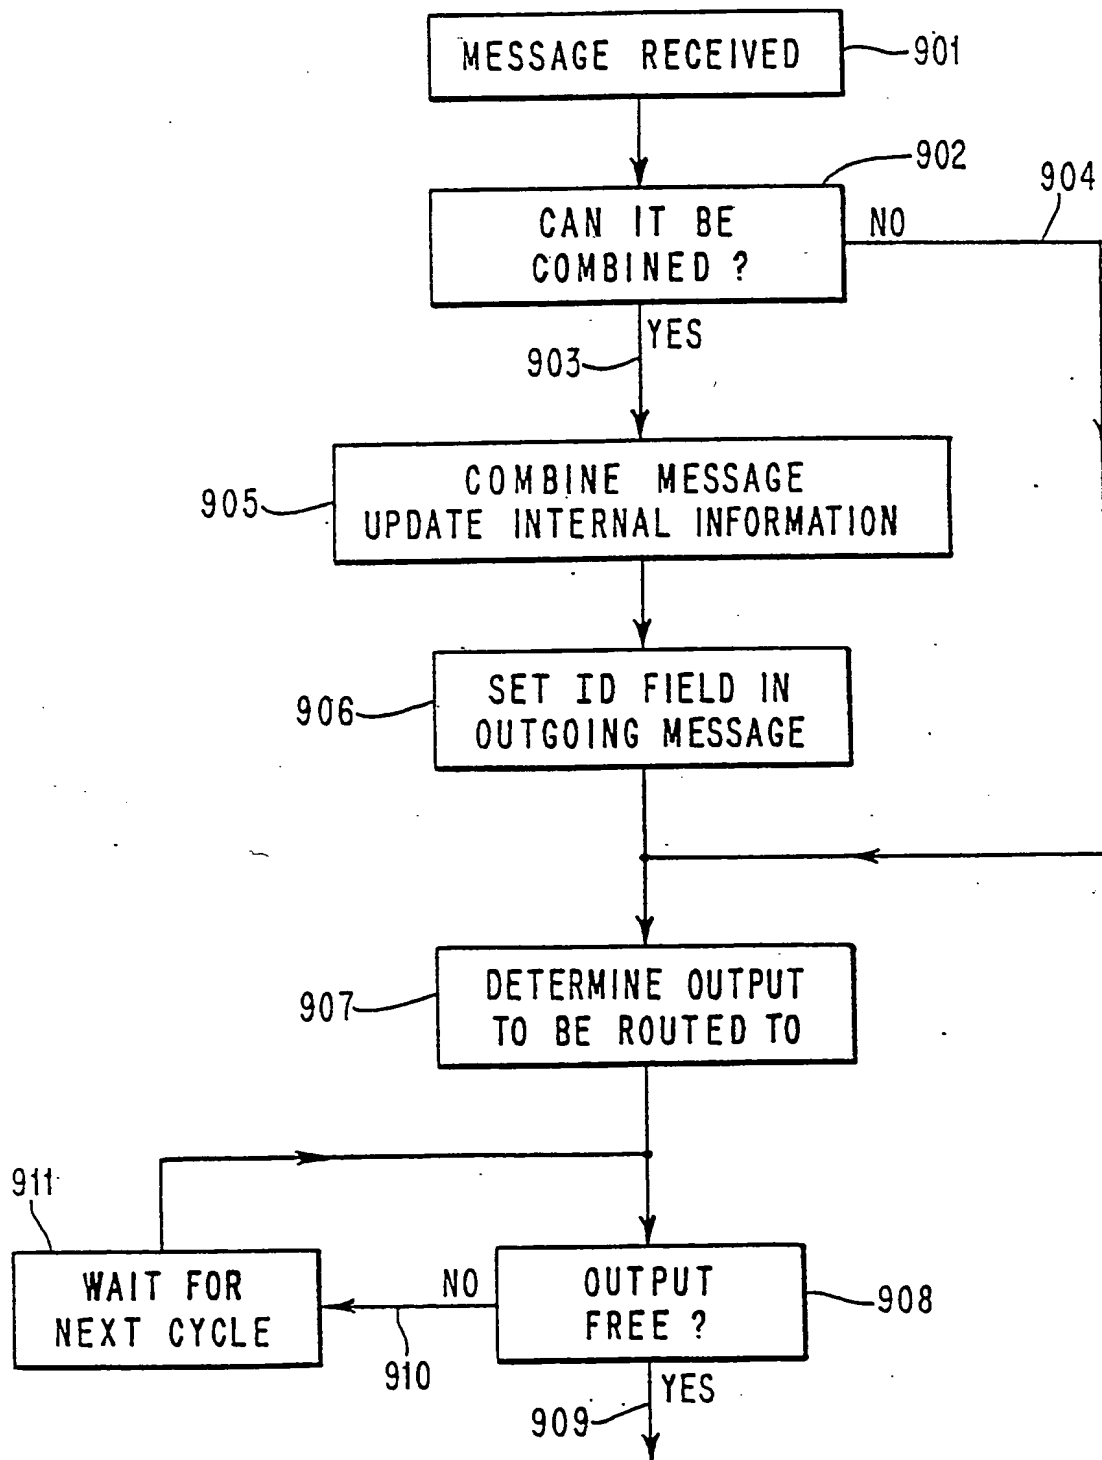 MESSAGE RECEIVED
901
902
904
CAN IT BE
COMBINED ?
NO
YES
903
COMBINE MESSAGE
UPDATE INTERNAL INFORMATION
905
SET ID FIELD IN
OUTGOING MESSAGE
906
DETERMINE OUTPUT
TO BE ROUTED TO
907
911
WAIT FOR
NEXT CYCLE
NO
910
OUTPUT
FREE ?
908
YES
909